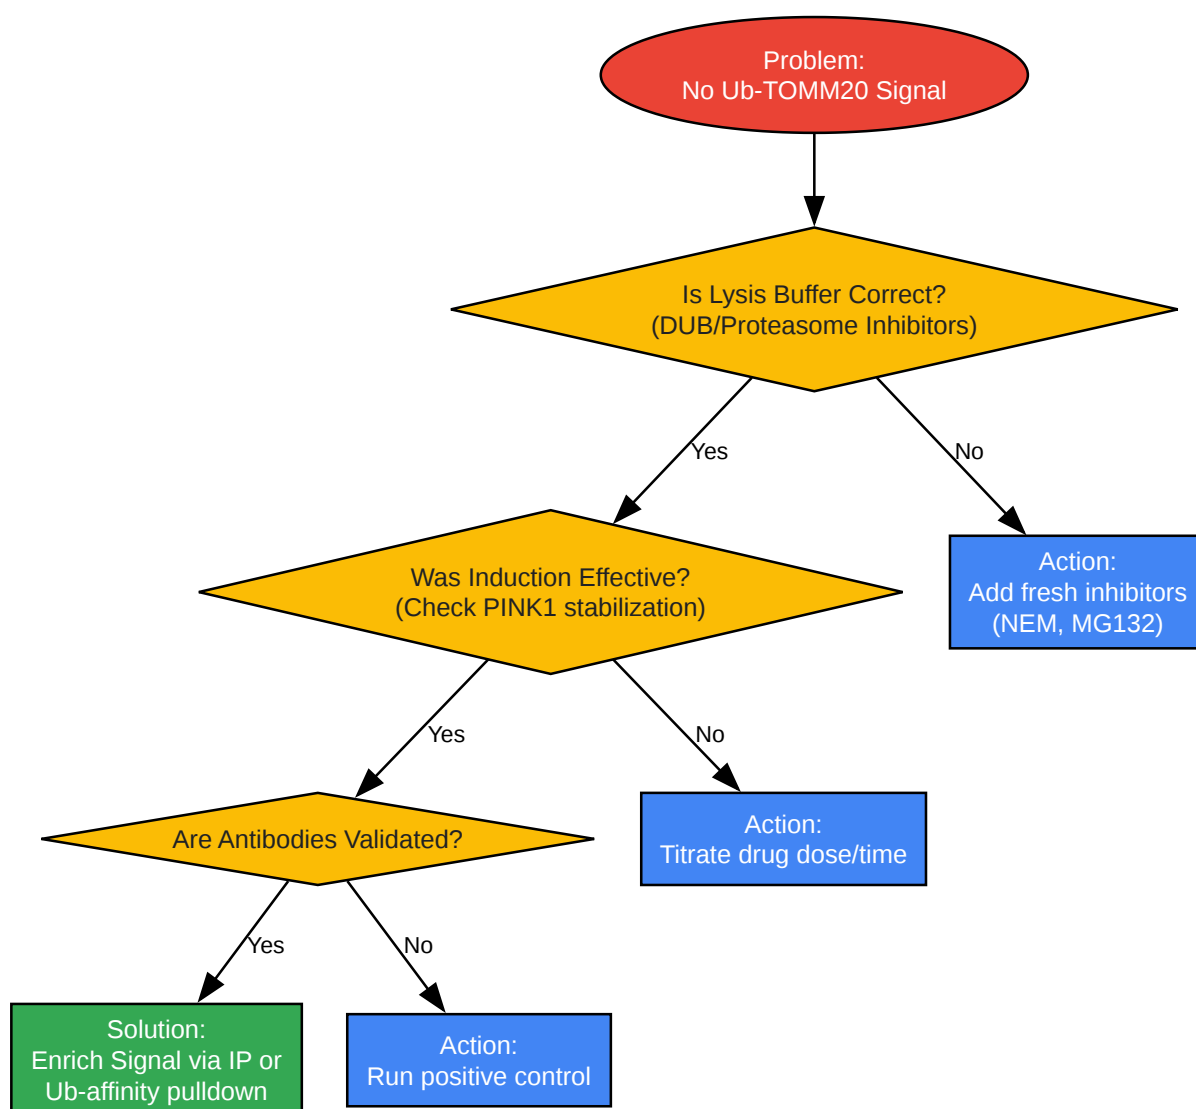 Problem:
No Ub-TOMM20 Signal
Is Lysis Buffer Correct?
(DUB/Proteasome Inhibitors)
Yes
No
Was Induction Effective?
(Check PINK1 stabilization)
Action:
Add fresh inhibitors
(NEM, MG132)
Yes
No
Are Antibodies Validated?
Action:
Titrate drug dose/time
Yes
No
Solution:
Enrich Signal via IP or
Ub-affinity pulldown
Action:
Run positive control